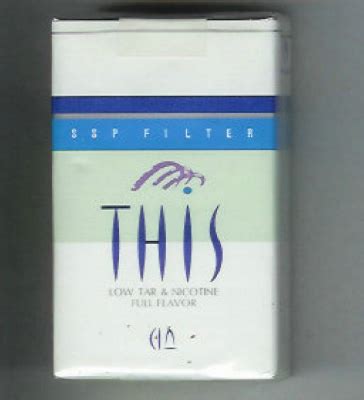 SSP FILTER
THIS
LOW TAR & NICOTINE
FULL FLAVOR